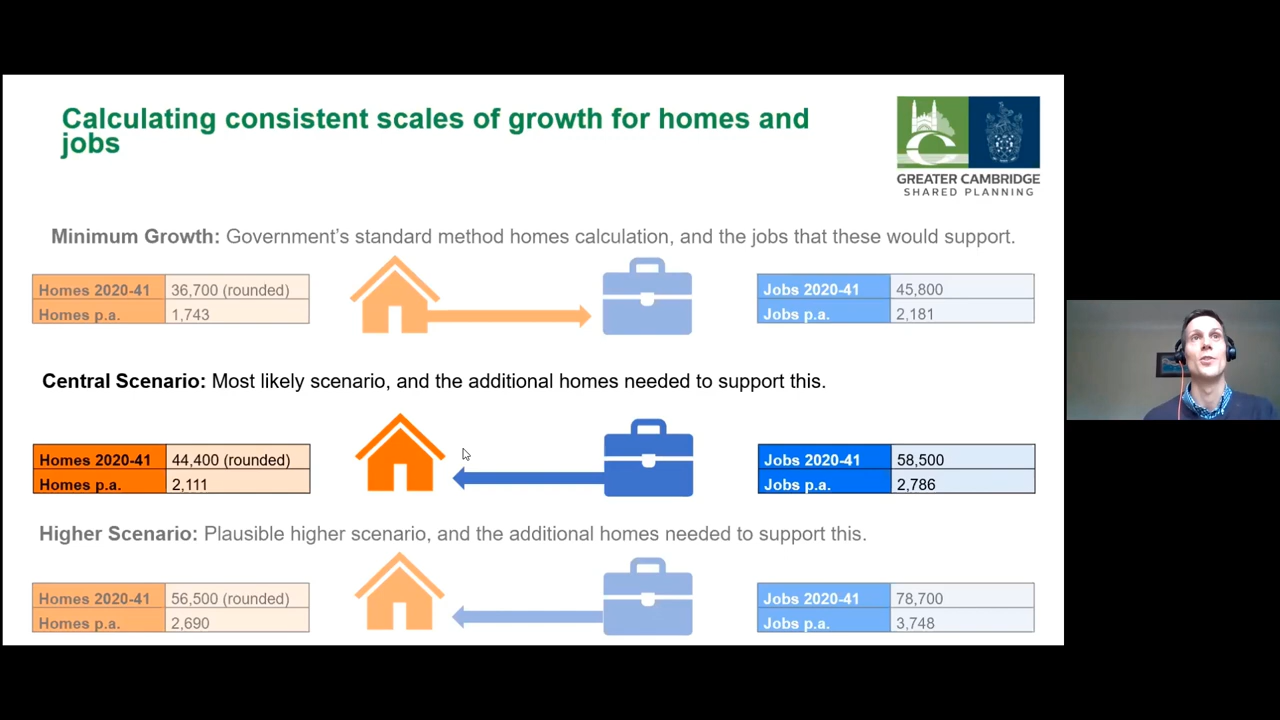 Calculating consistent scales of growth for homes and
jobs
GREATER CAMBRIDGE
SHARED PLANNING
Minimum Growth: Government's standard method homes calculation, and the jobs that these would support.
Homes 2020-41 36,700 (rounded)
Homes p.a. 1,743
Jobs 2020-41 45,800
Jobs p.a. 2,181
Central Scenario: Most likely scenario, and the additional homes needed to support this.
Homes 2020-41 44,400 (rounded)
Homes p.a. 2,111
Jobs 2020-41 58,500
Jobs p.a. 2,786
Higher Scenario: Plausible higher scenario, and the additional homes needed to support this.
Homes 2020-41 56,500 (rounded)
Homes p.a. 2,690
Jobs 2020-41 78,700
Jobs p.a. 3,748